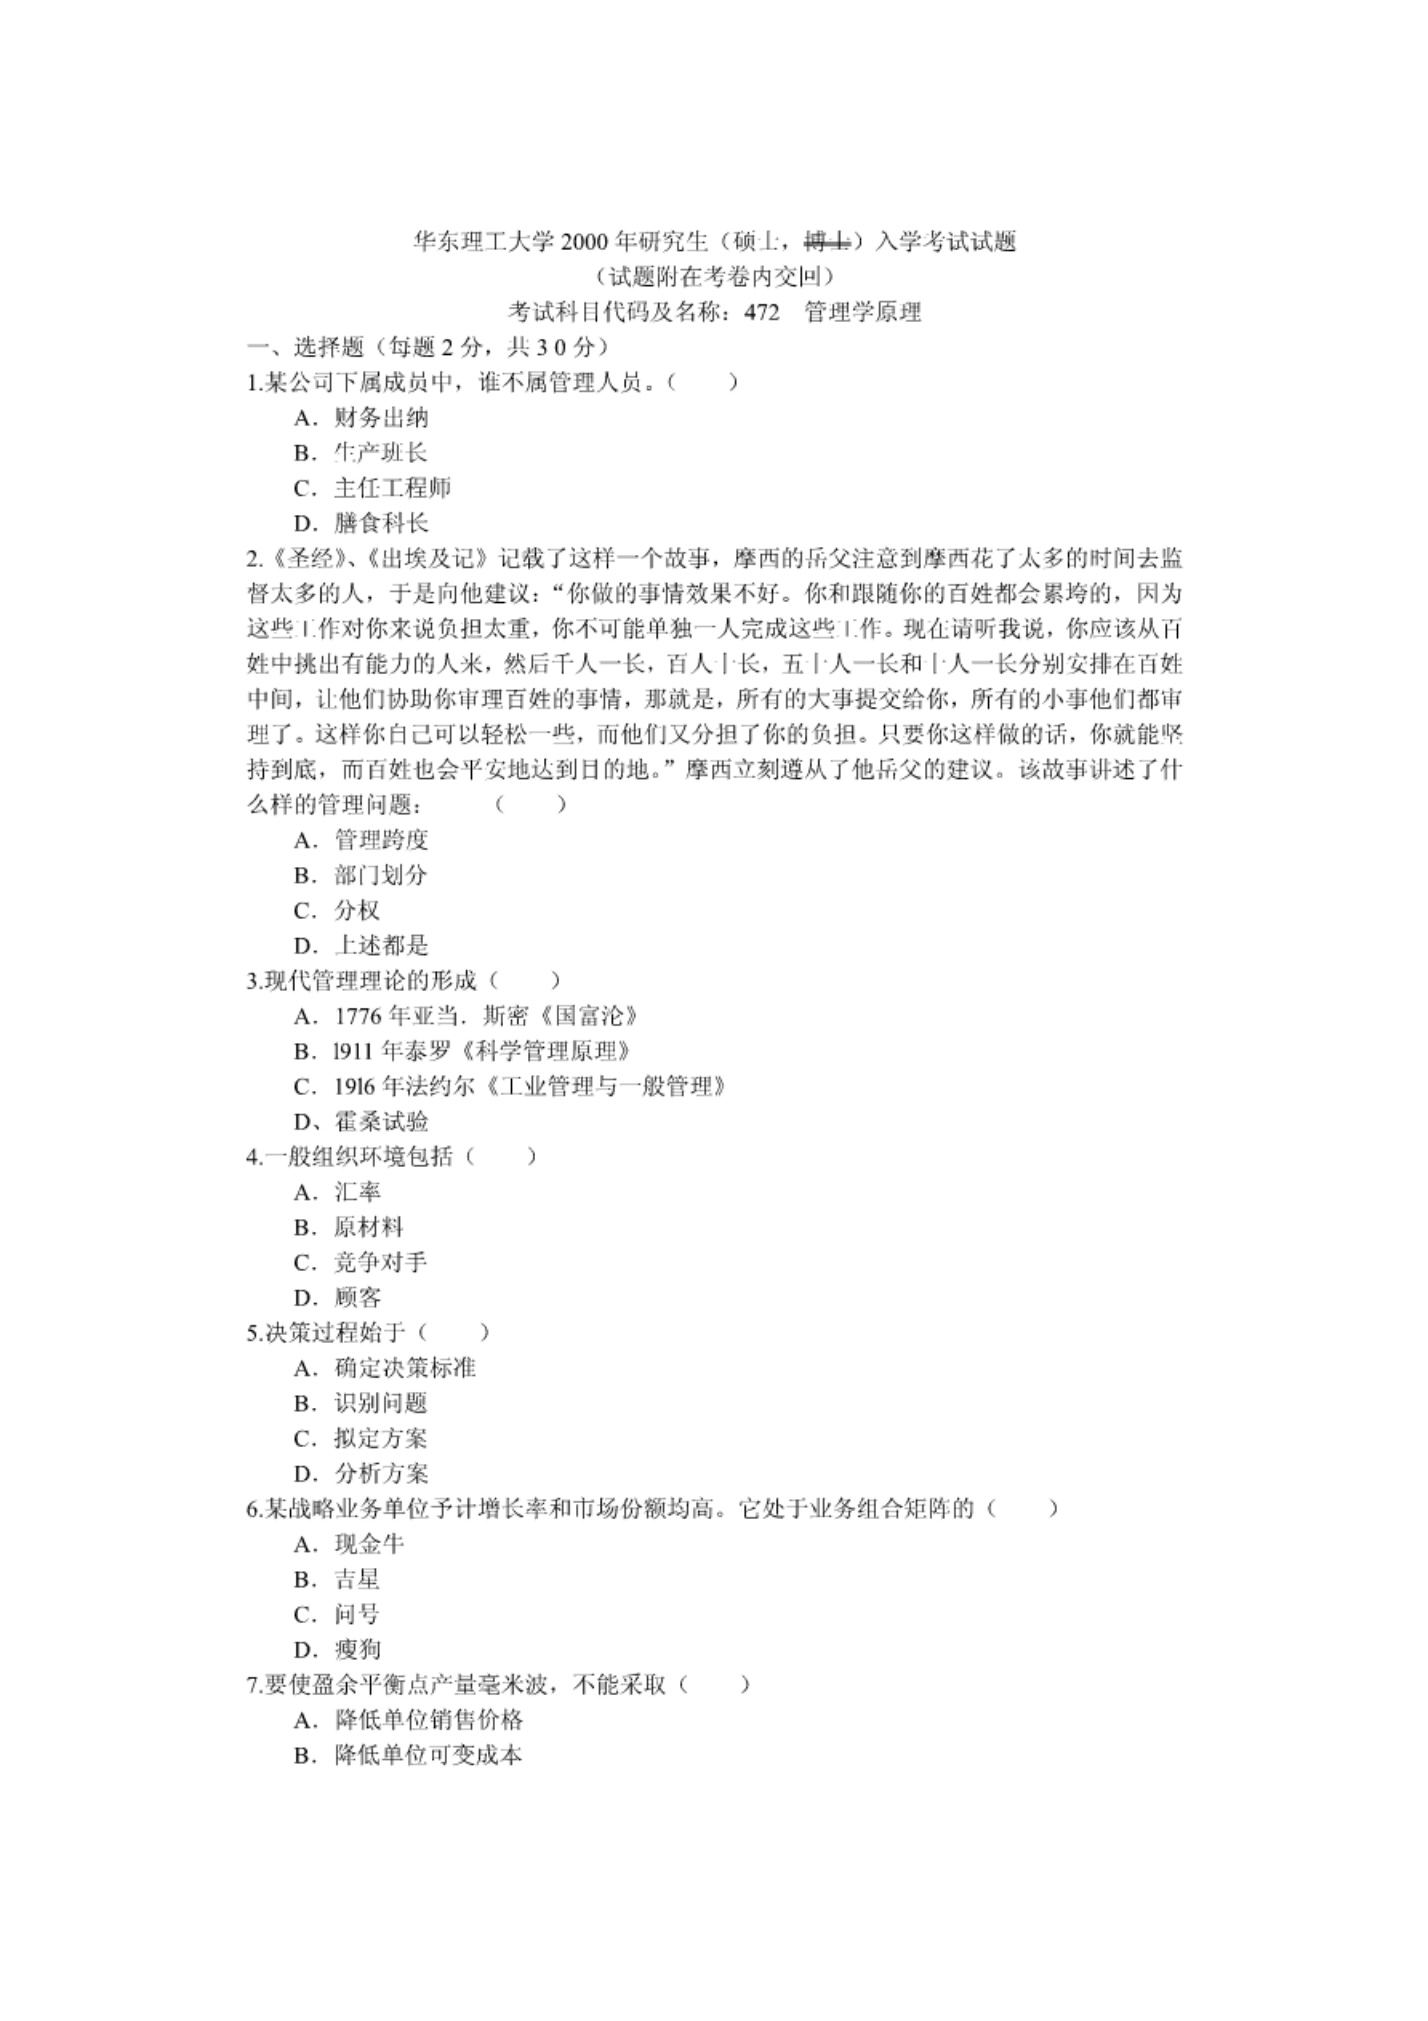 华东理工大学 2000 年研究生（硕士，博士）入学考试试题
（试题附在考卷内交回）
考试科目代码及名称：472 管理学原理
一、选择题（每题 2 分，共 3 0 分）
1.某公司下属成员中，谁不属管理人员。（　　）
A．财务出纳
B．生产班长
C．主任工程师
D．膳食科长
2.《圣经》、《出埃及记》记载了这样一个故事，摩西的岳父注意到摩西花了太多的时间去监
督太多的人，于是向他建议：“你做的事情效果不好。你和跟随你的百姓都会累垮的，因为
这些工作对你来说负担太重，你不可能单独一人完成这些工作。现在请听我说，你应该从百
姓中挑出有能力的人来，然后千人一长，百人十长，五十人一长和十人一长分别安排在百姓
中间，让他们协助你审理百姓的事情，那就是，所有的大事提交给你，所有的小事他们都审
理了。这样你自己可以轻松一些，而他们又分担了你的负担。只要你这样做的话，你就能坚
持到底，而百姓也会平安地达到目的地。”摩西立刻遵从了他岳父的建议。该故事讲述了什
么样的管理问题：　　（　　）
A．管理跨度
B．部门划分
C．分权
D．上述都是
3.现代管理理论的形成（　　）
A．1776 年亚当．斯密《国富沦》
B．1911 年泰罗《科学管理原理》
C．1916 年法约尔《工业管理与一般管理》
D、霍桑试验
4.一般组织环境包括（　　）
A．汇率
B．原材料
C．竞争对手
D．顾客
5.决策过程始于（　　）
A．确定决策标准
B．识别问题
C．拟定方案
D．分析方案
6.某战略业务单位予计增长率和市场份额均高。它处于业务组合矩阵的（　　）
A．现金牛
B．吉星
C．问号
D．瘦狗
7.要使盈余平衡点产量毫米波，不能采取（　　）
A．降低单位销售价格
B．降低单位可变成本